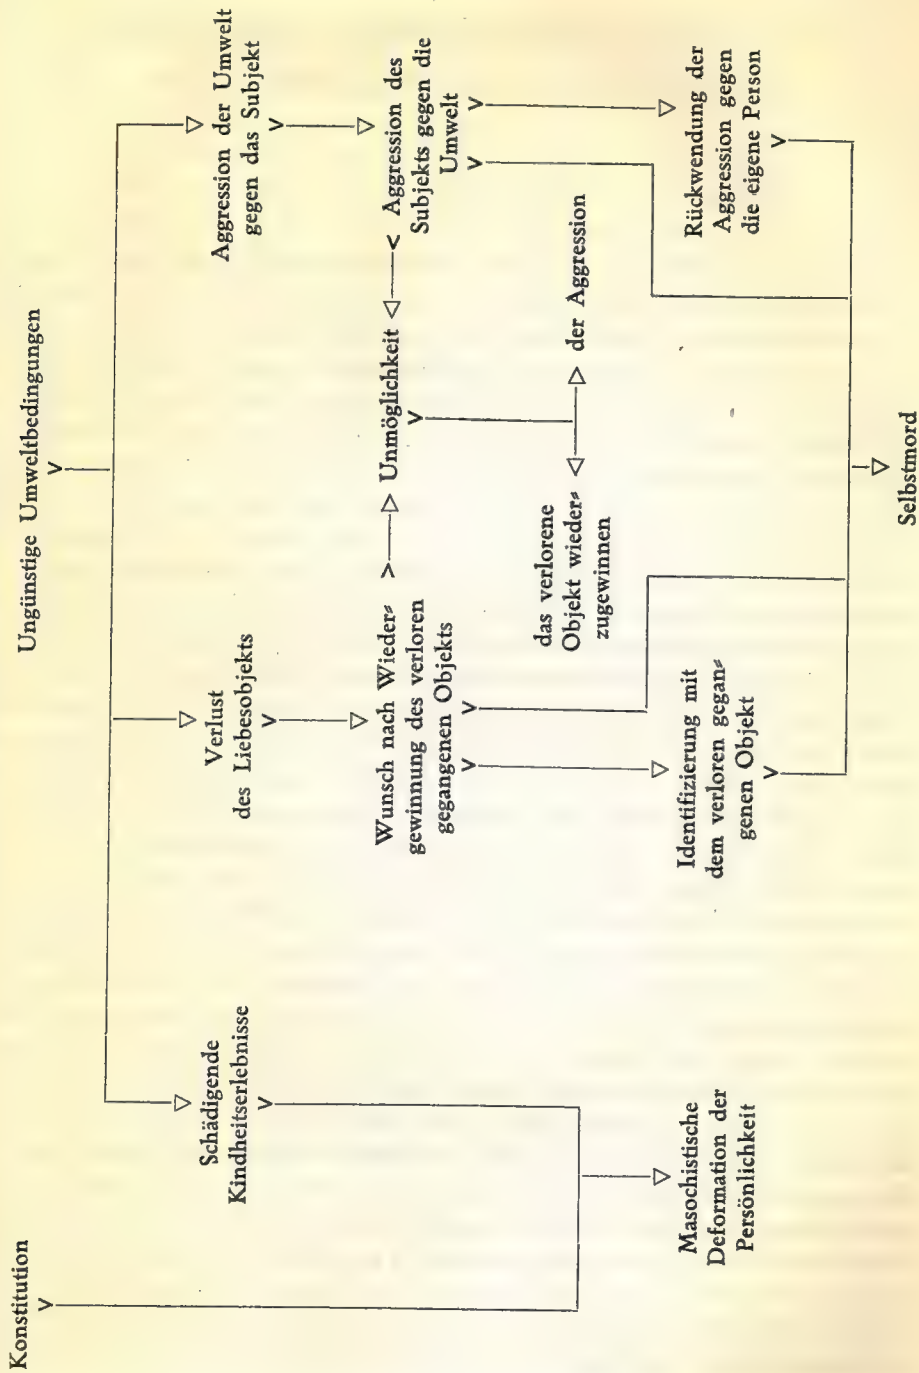 Konstitution
Ungünstige Umweltbedingungen
Schädigende
Kindheitserlebnisse
Verlust
des Liebesobjekts
Aggression der Umwelt
gegen das Subjekt
Wunsch nach Wieder⸗
gewinnung des verloren
gegangenen Objekts
Unmöglichkeit
Aggression des
Subjekts gegen die
Umwelt
das verlorene
Objekt wieder⸗
zugewinnen
der Aggression
Masochistische
Deformation der
Persönlichkeit
Identifizierung mit
dem verloren gegan⸗
genen Objekt
Rückwendung der
Aggression gegen
die eigene Person
Selbstmord